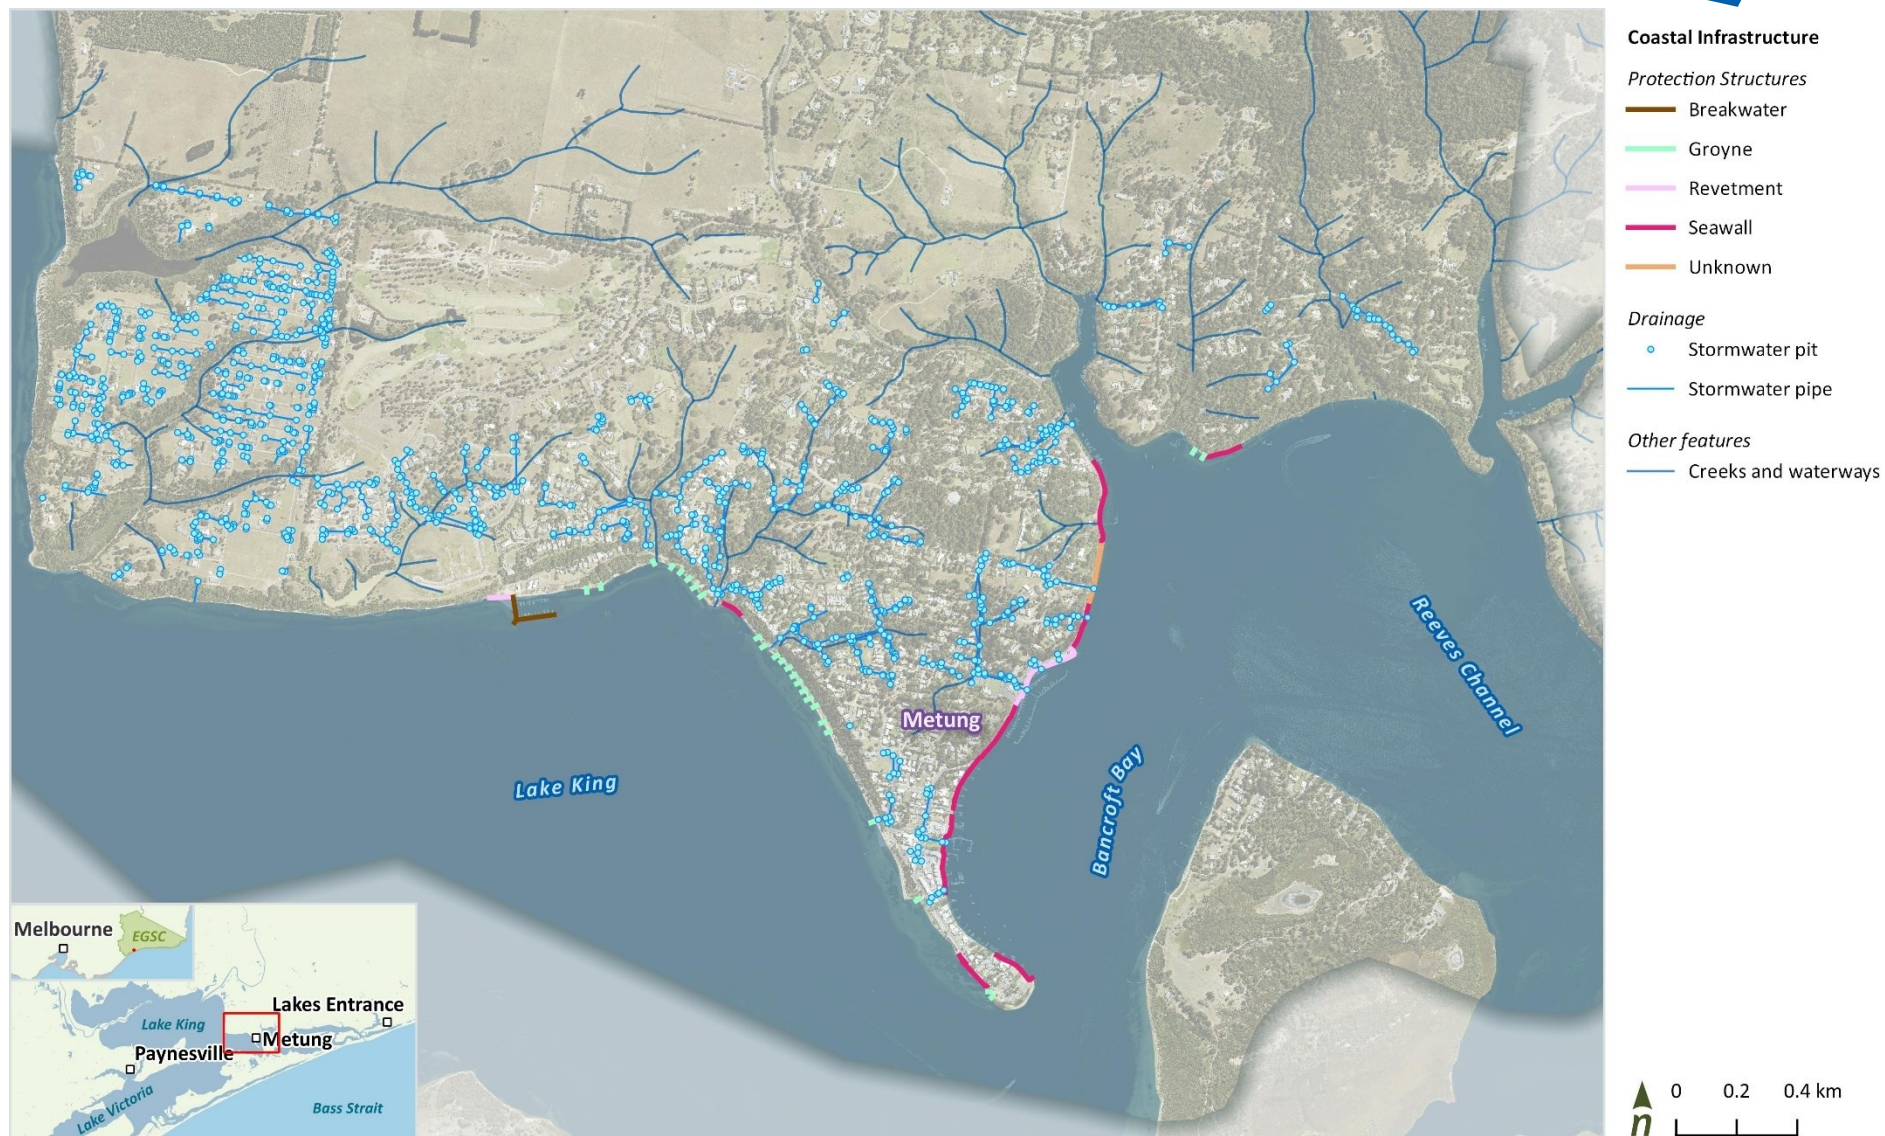 Coastal Infrastructure
Protection Structures
Breakwater
Groyne
Revetment
Seawall
Unknown
Drainage
Stormwater pit
Stormwater pipe
Other features
Creeks and waterways
Metung
Lake King
Bancroft Bay
Reeves Channel
Melbourne
EGSC
Lakes Entrance
Lake King
Metung
Paynesville
Lake Victoria
Bass Strait
0 0.2 0.4 km
n